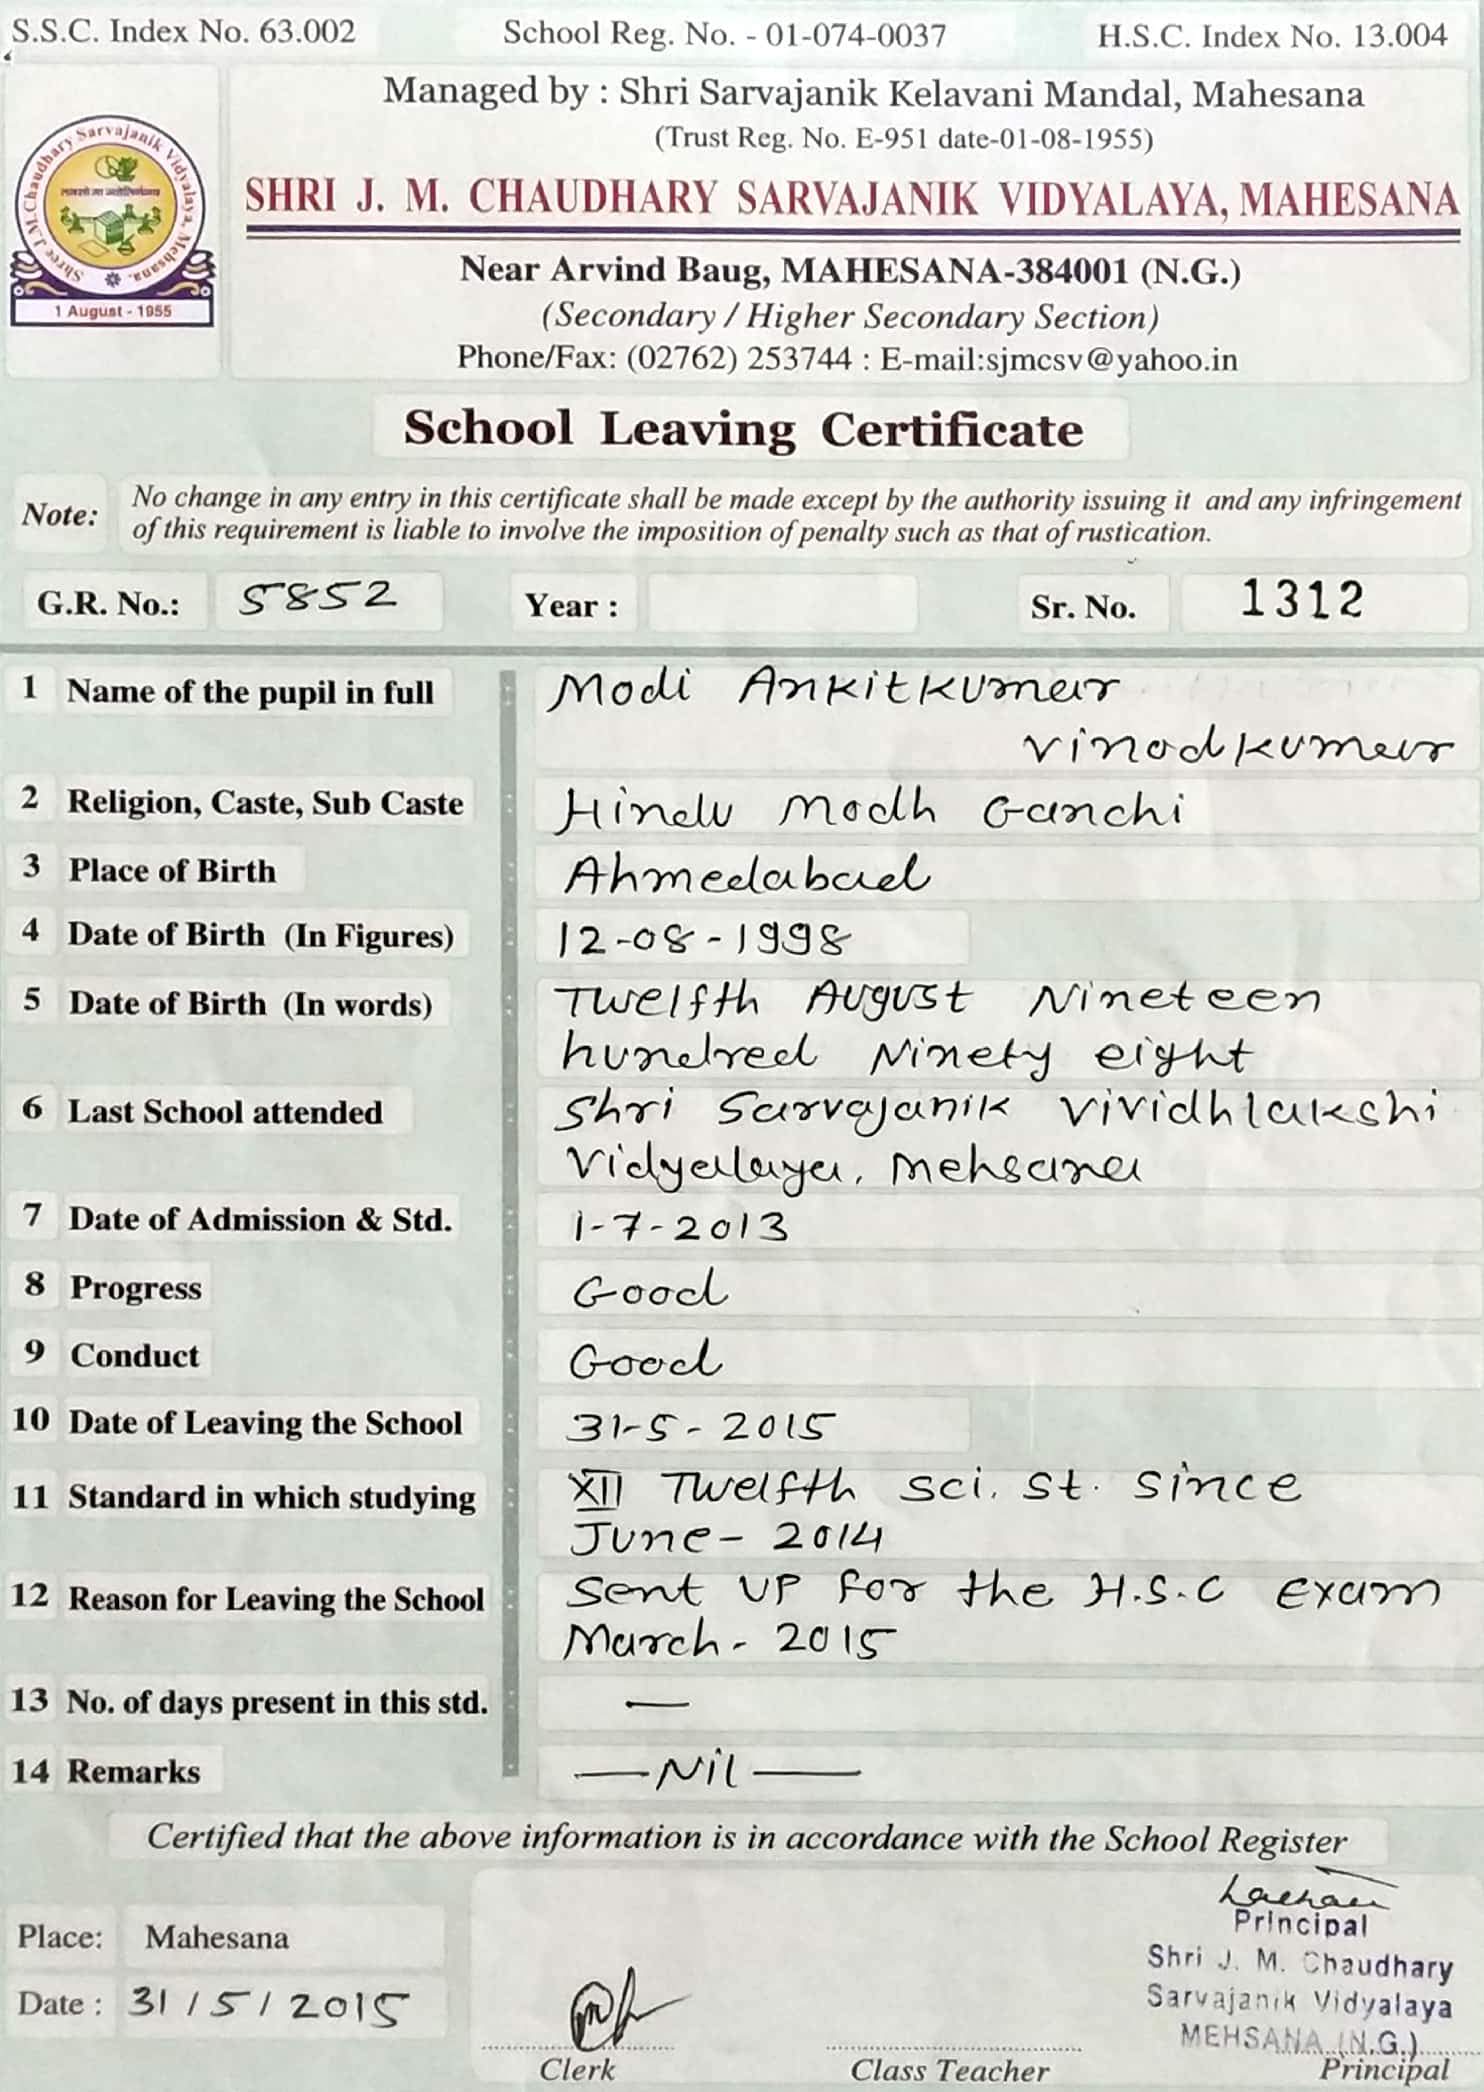 S.S.C. Index No. 63.002 School Reg. No. - 01-074-0037 H.S.C. Index No. 13.004
Managed by : Shri Sarvajanik Kelavani Mandal, Mahesana
(Trust Reg. No. E-951 date-01-08-1955)
SHRI J. M. CHAUDHARY SARVAJANIK VIDYALAYA, MAHESANA
Near Arvind Baug, MAHESANA-384001 (N.G.)
(Secondary / Higher Secondary Section)
Phone/Fax: (02762) 253744 : E-mail:sjmcsv@yahoo.in
Shree J.M.Chaudhary Sarvajanik Vidyalaya, Mehsana.
1 August - 1955
School Leaving Certificate
Note: No change in any entry in this certificate shall be made except by the authority issuing it and any infringement
of this requirement is liable to involve the imposition of penalty such as that of rustication.
G.R. No.: 5852 Year : Sr. No. 1312
1 Name of the pupil in full Modi Ankitkumar
Vinodkumar
2 Religion, Caste, Sub Caste Hindu Modh Ganchi
3 Place of Birth Ahmedabad
4 Date of Birth (In Figures) 12-08-1998
5 Date of Birth (In words) Twelfth August Nineteen
hundred Ninety eight
6 Last School attended Shri Sarvajanik Vividhlakshi
Vidyalaya, Mehsana
7 Date of Admission & Std. 1-7-2013
8 Progress Good
9 Conduct Good
10 Date of Leaving the School 31-5-2015
11 Standard in which studying XII Twelfth Sci. St. Since
June-2014
12 Reason for Leaving the School Sent up for the H.S.C Exam
March-2015
13 No. of days present in this std. —
14 Remarks —Nil—
Certified that the above information is in accordance with the School Register
Place: Mahesana
Date : 31/5/2015
Principal
Shri J. M. Chaudhary
Sarvajanik Vidyalaya
MEHSANA (N.G.)
Clerk Class Teacher Principal